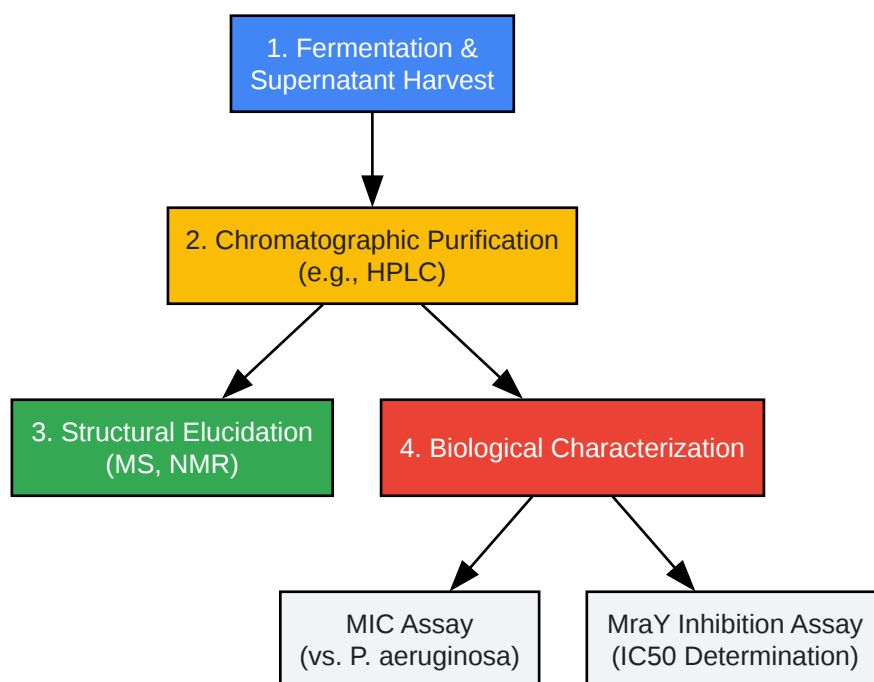 1. Fermentation &
Supernatant Harvest
2. Chromatographic Purification
(e.g., HPLC)
3. Structural Elucidation
(MS, NMR)
4. Biological Characterization
MIC Assay
(vs. P. aeruginosa)
MraY Inhibition Assay
(IC50 Determination)